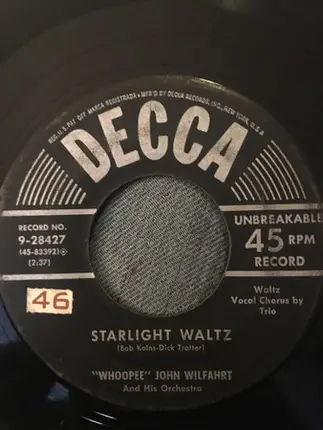 REG. U.S. PAT. OFF. MARCA REGISTRADA • MF'D BY DECCA RECORDS, INC., NEW YORK, U.S.A.
DECCA
RECORD NO.
9-28427
(45-83392)
(2:37)
UNBREAKABLE
45 RPM
RECORD
Waltz
Vocal Chorus by
Trio
46
STARLIGHT WALTZ
(Bob Kalns-Dick Trotter)
"WHOOPEE" JOHN WILFAHRT
And His Orchestra